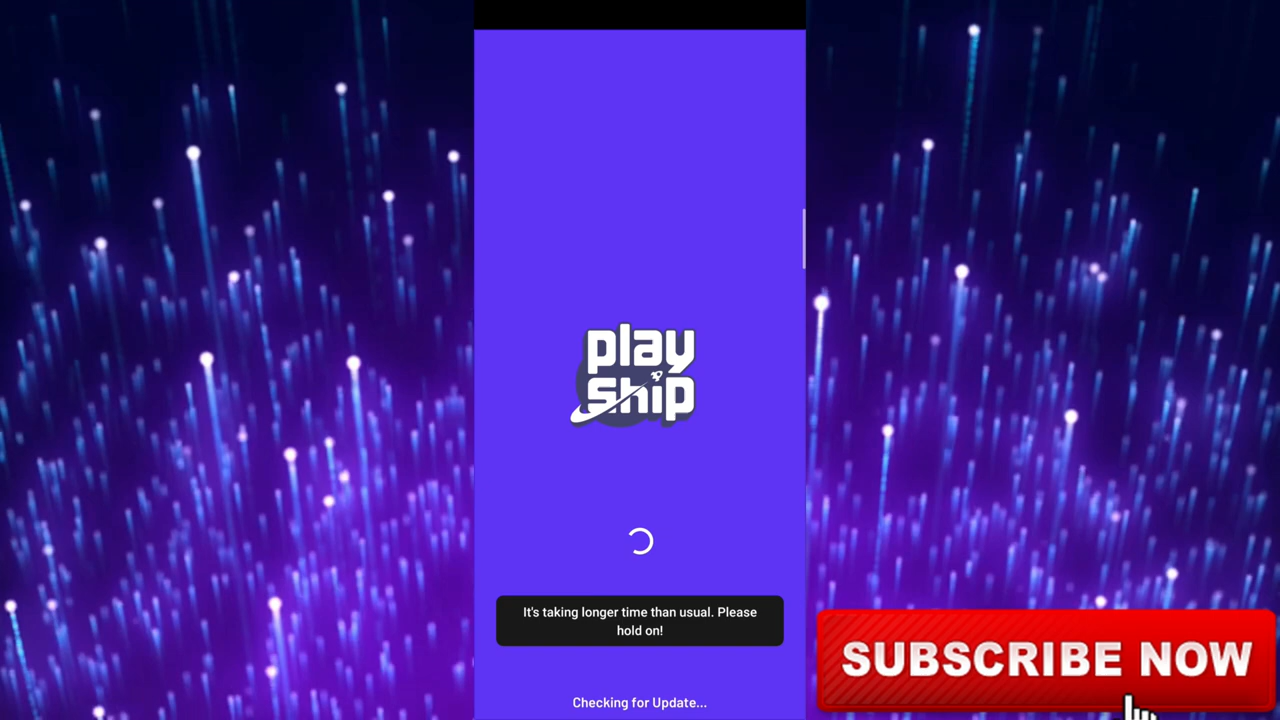 play
ship
It's taking longer time than usual. Please
hold on!
Checking for Update...
SUBSCRIBE NOW